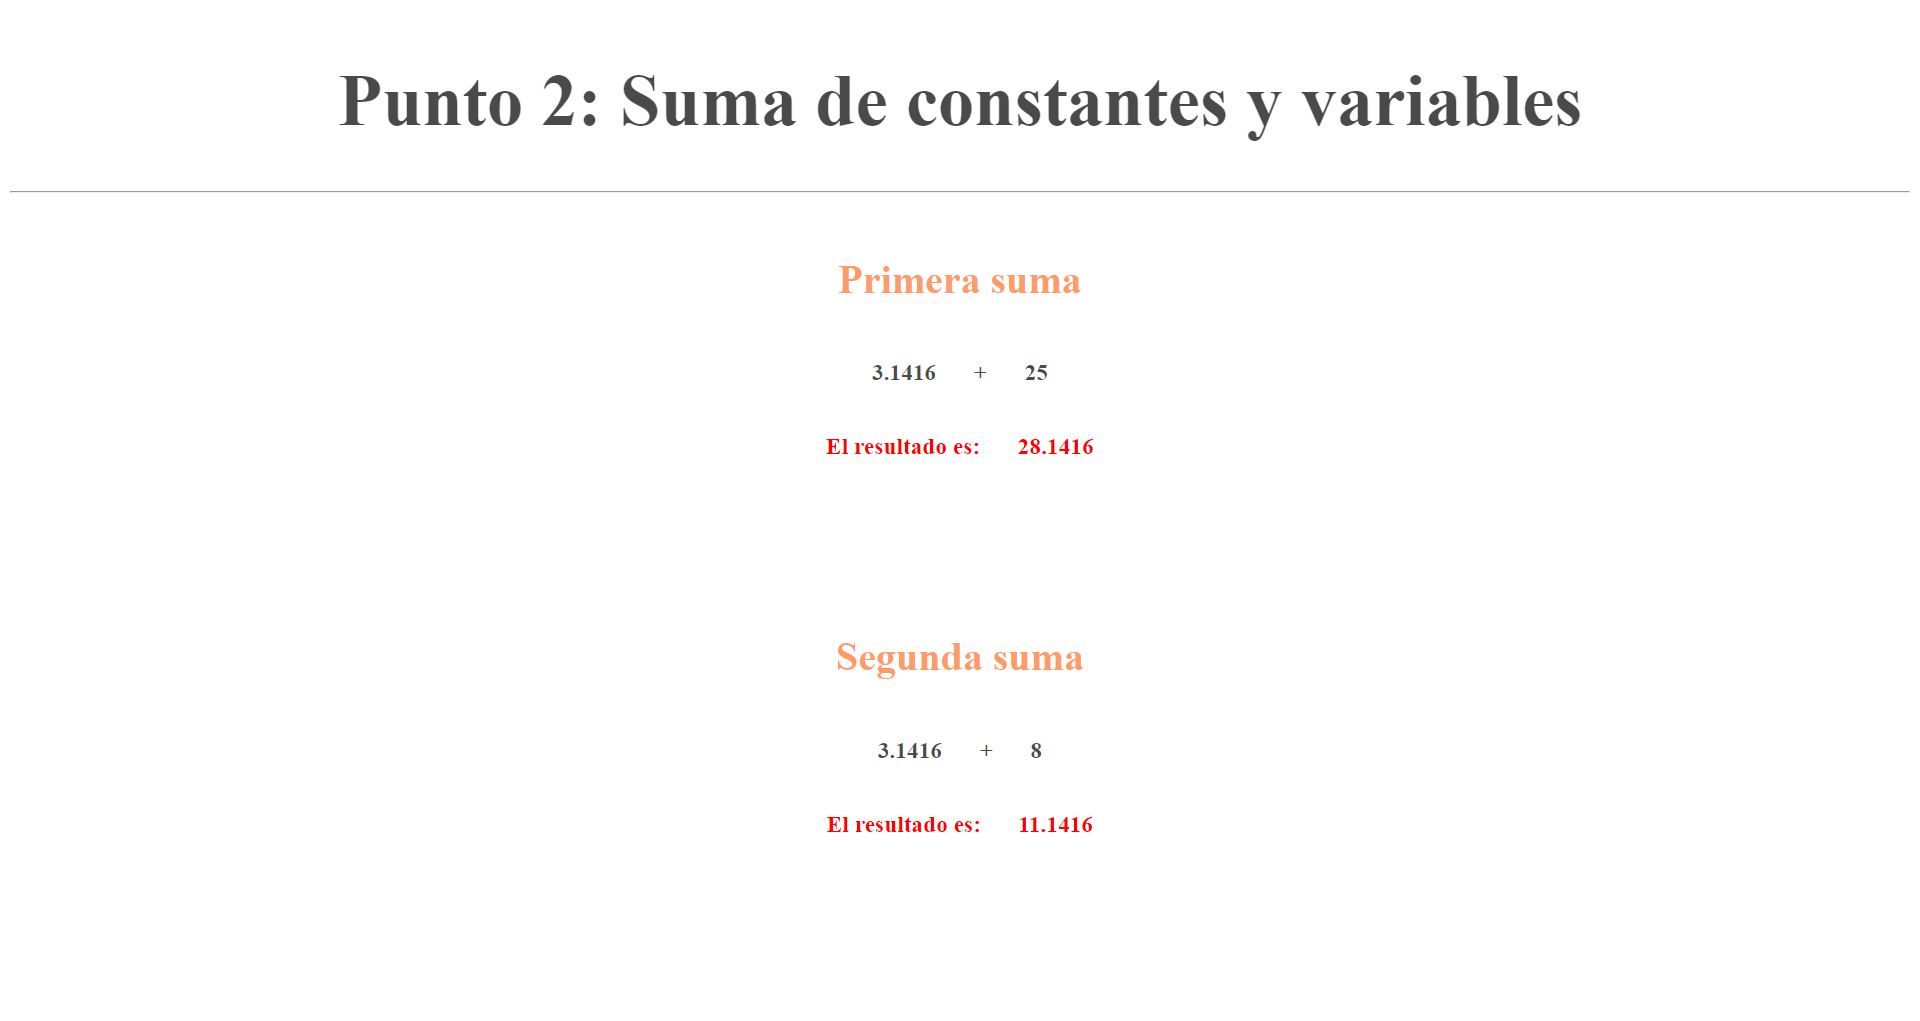 Punto 2: Suma de constantes y variables
Primera suma
3.1416 + 25
El resultado es: 28.1416
Segunda suma
3.1416 + 8
El resultado es: 11.1416